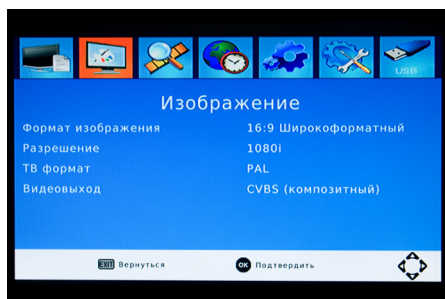 USB
Изображение
Формат изображения 16:9 Широкоформатный
Разрешение 1080i
ТВ формат PAL
Видеовыход CVBS (композитный)
EXIT Вернуться OK Подтвердить